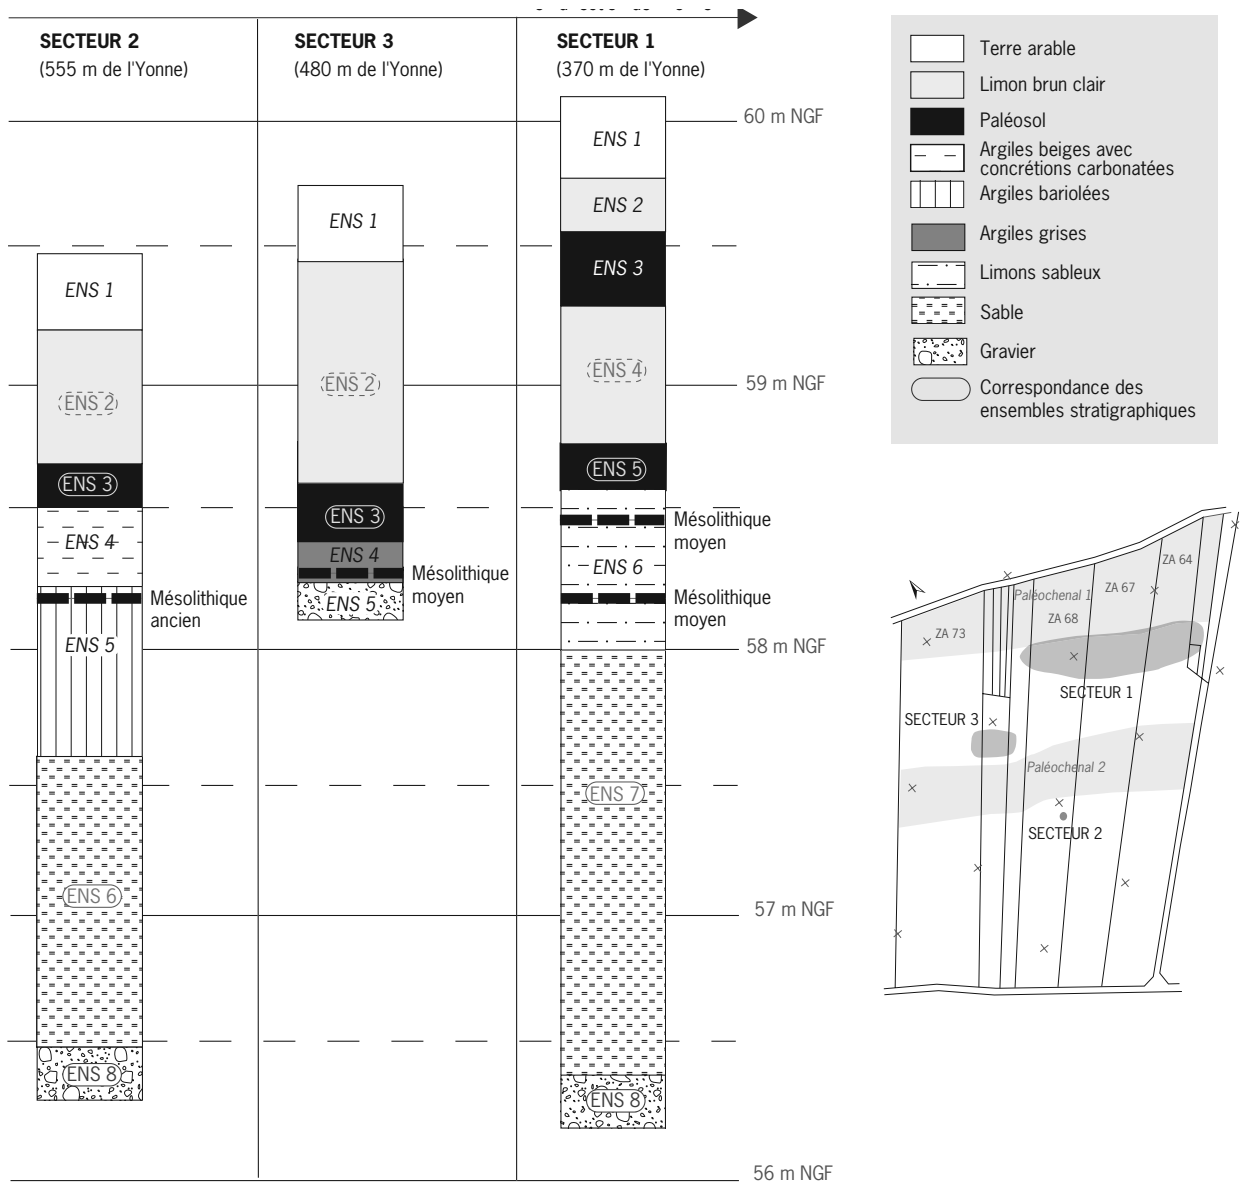 SECTEUR 2
(555 m de l'Yonne)
SECTEUR 3
(480 m de l'Yonne)
SECTEUR 1
(370 m de l'Yonne)
ENS 1
ENS 2
ENS 3
ENS 4
Mésolithique
ancien
ENS 5
ENS 6
ENS 8
ENS 1
ENS 2
ENS 3
ENS 4
Mésolithique
moyen
ENS 5
ENS 1
ENS 2
ENS 3
ENS 4
ENS 5
Mésolithique
moyen
ENS 6
Mésolithique
moyen
ENS 7
ENS 8
60 m NGF
59 m NGF
58 m NGF
57 m NGF
56 m NGF
Terre arable
Limon brun clair
Paléosol
Argiles beiges avec
concrétions carbonatées
Argiles bariolées
Argiles grises
Limons sableux
Sable
Gravier
Correspondance des
ensembles stratigraphiques
ZA 64
ZA 67
Paléochenal 1
ZA 68
ZA 73
SECTEUR 1
SECTEUR 3
Paléochenal 2
SECTEUR 2